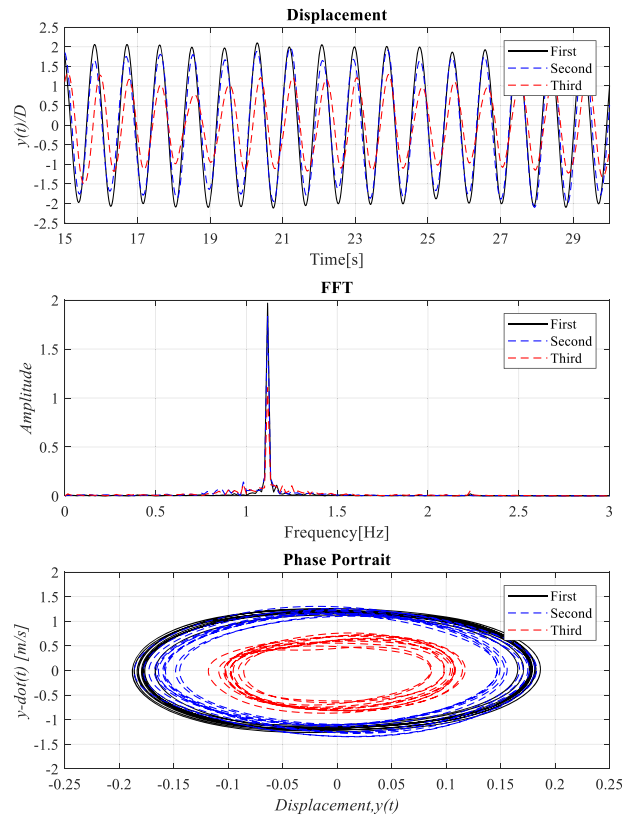 Displacement
2.5
2
1.5
1
0.5
0
-0.5
-1
-1.5
-2
-2.5
y(t)/D
First
Second
Third
15 17 19 21 23 25 27 29
Time[s]
FFT
2
1.5
1
0.5
0
Amplitude
First
Second
Third
0 0.5 1 1.5 2 2.5 3
Frequency[Hz]
Phase Portrait
2
1.5
1
0.5
0
-0.5
-1
-1.5
-2
y-dot(t) [m/s]
First
Second
Third
-0.25 -0.2 -0.15 -0.1 -0.05 0 0.05 0.1 0.15 0.2 0.25
Displacement,y(t)